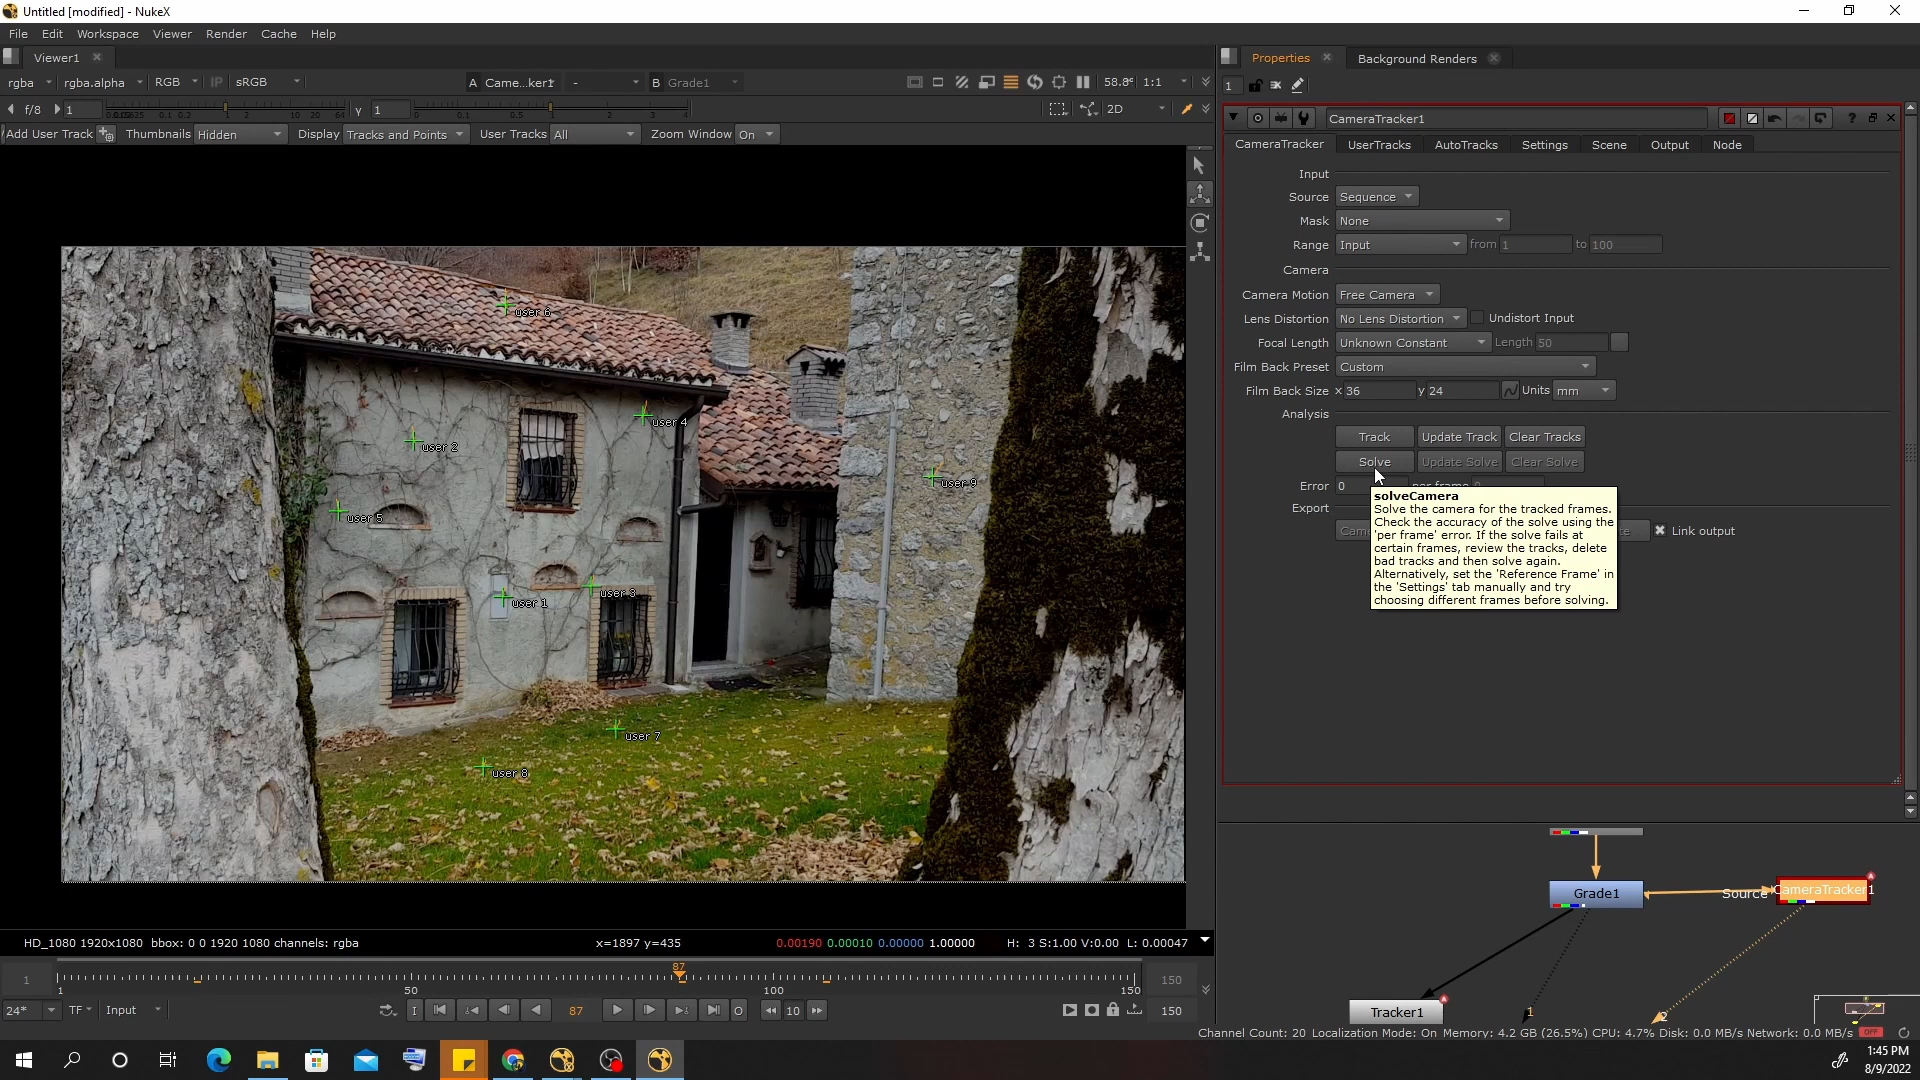 Untitled [modified] - NukeX
File Edit Workspace Viewer Render Cache Help
Viewer1
rgba rgba.alpha RGB IP sRGB A Came...ker1 - B Grade1 58.8 1:1
f/8 1 Y 1 2D
Add User Track Thumbnails Hidden Display Tracks and Points User Tracks All Zoom Window On
user 6
user 4
user 2
user 9
user 5
user 3
user 1
user 7
user 8
HD_1080 1920x1080 bbox: 0 0 1920 1080 channels: rgba x=1897 y=435 0.00190 0.00010 0.00000 1.00000 H: 3 S:1.00 V:0.00 L: 0.00047
87
1 150
1 50 100 150
24* TF Input I 87 O 10 150
Properties Background Renders
1
CameraTracker1
CameraTracker UserTracks AutoTracks Settings Scene Output Node
Input
Source Sequence
Mask None
Range Input from 1 to 100
Camera
Camera Motion Free Camera
Lens Distortion No Lens Distortion Undistort Input
Focal Length Unknown Constant Length 50
Film Back Preset Custom
Film Back Size x 36 y 24 Units mm
Analysis
Track Update Track Clear Tracks
Solve Update Solve Clear Solve
Error 0 per frame 0
Export
Link output
solveCamera
Solve the camera for the tracked frames.
Check the accuracy of the solve using the
'per frame' error. If the solve fails at
certain frames, review the tracks, delete
bad tracks and then solve again.
Alternatively, set the 'Reference Frame' in
the 'Settings' tab manually and try
choosing different frames before solving.
Grade1 Source CameraTracker1
Tracker1 1 2
Channel Count: 20 Localization Mode: On Memory: 4.2 GB (26.5%) CPU: 4.7% Disk: 0.0 MB/s Network: 0.0 MB/s OFF
1:45 PM
8/9/2022